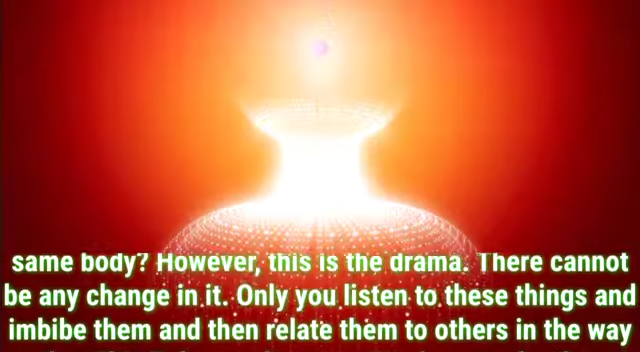 same body? However, this is the drama. There cannot
be any change in it. Only you listen to these things and
imbibe them and then relate them to others in the way